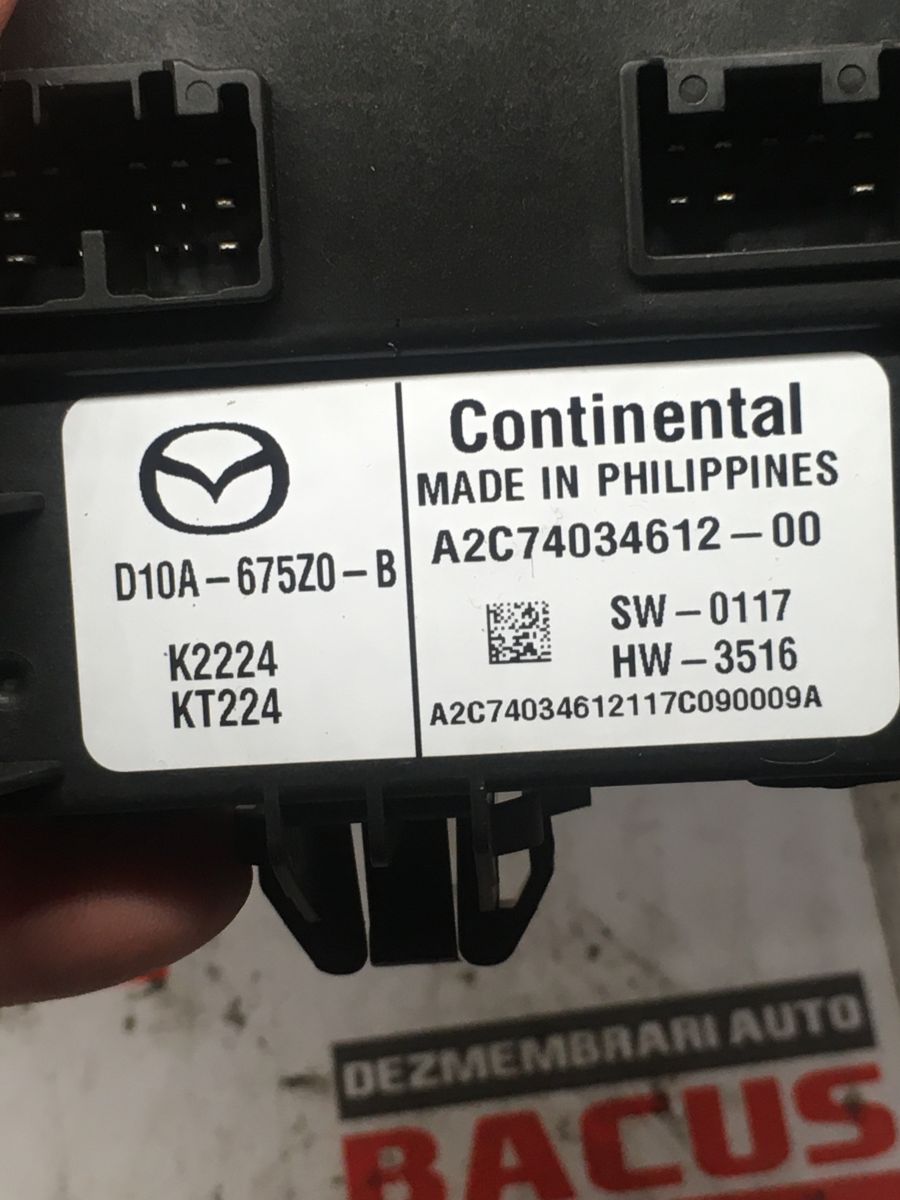 D10A-675Z0-B
K2224
KT224
Continental
MADE IN PHILIPPINES
A2C74034612-00
SW-0117
HW-3516
A2C74034612117C090009A
DEZMEMBRARI AUTO
BACUS